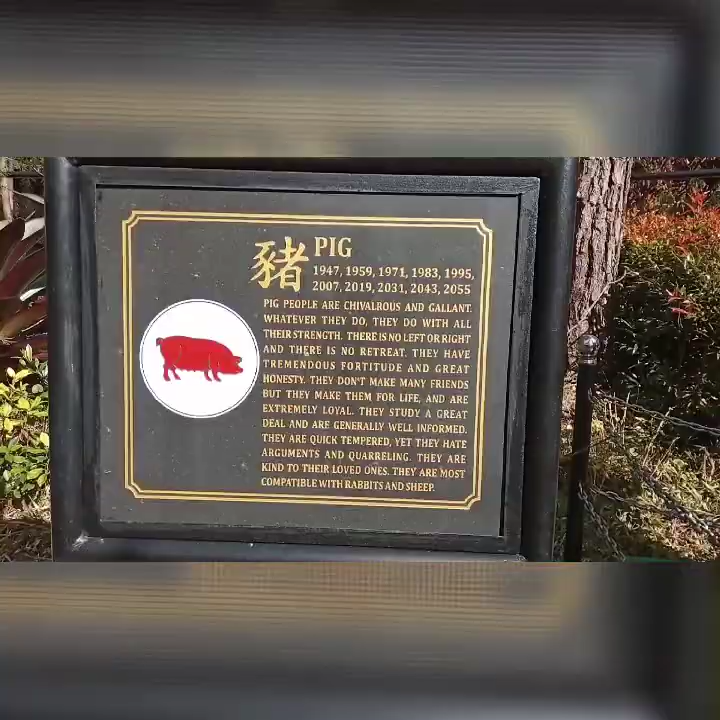 豬
PIG
1947, 1959, 1971, 1983, 1995,
2007, 2019, 2031, 2043, 2055
PIG PEOPLE ARE CHIVALROUS AND GALLANT.
WHATEVER THEY DO, THEY DO WITH ALL
THEIR STRENGTH. THERE IS NO LEFT OR RIGHT
AND THERE IS NO RETREAT. THEY HAVE
TREMENDOUS FORTITUDE AND GREAT
HONESTY. THEY DON'T MAKE MANY FRIENDS
BUT THEY MAKE THEM FOR LIFE, AND ARE
EXTREMELY LOYAL. THEY STUDY A GREAT
DEAL AND ARE GENERALLY WELL INFORMED.
THEY ARE QUICK TEMPERED, YET THEY HATE
ARGUMENTS AND QUARRELING. THEY ARE
KIND TO THEIR LOVED ONES. THEY ARE MOST
COMPATIBLE WITH RABBITS AND SHEEP.